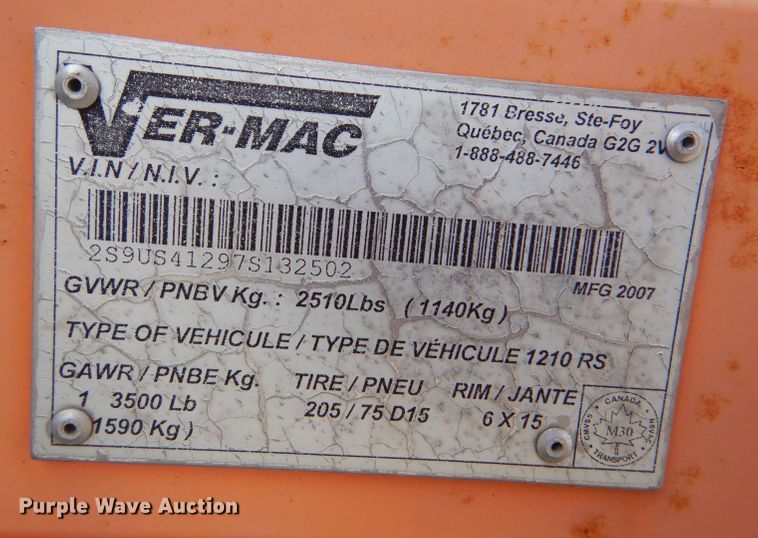 VER-MAC
1781 Bresse, Ste-Foy
Québec, Canada G2G 2V
1-888-488-7446
V.I.N / N.I.V. :
2S9US41297S132502
MFG 2007
GVWR / PNBV Kg. : 2510Lbs (1140Kg)
TYPE OF VEHICULE / TYPE DE VÉHICULE 1210 RS
GAWR / PNBE Kg. TIRE / PNEU RIM / JANTE
1 3500 Lb 205 / 75 D15 6 X 15
1590 Kg )
CANADA
CMVSS M30 NSVAC
TRANSPORT
Purple Wave Auction